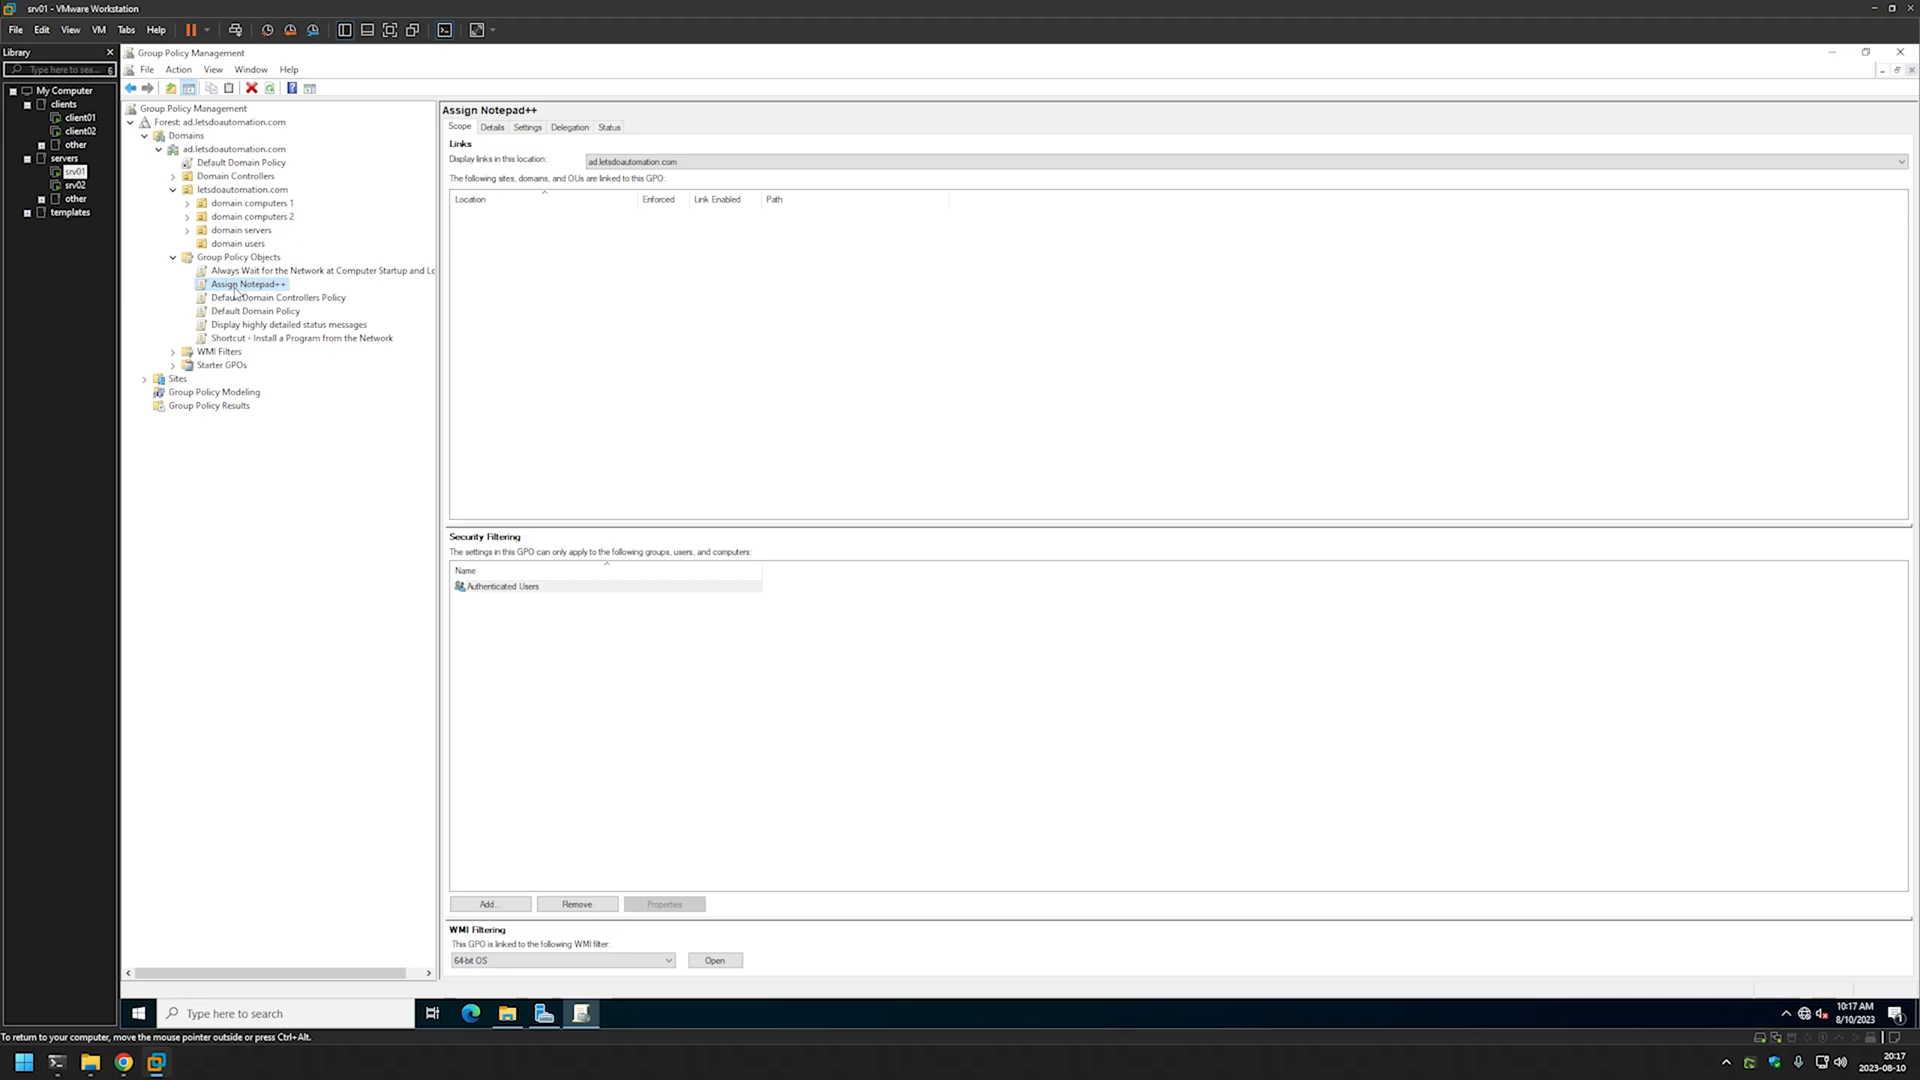 srv01 - VMware Workstation
File Edit View VM Tabs Help
Library
Type here to sea...
My Computer
clients
client01
client02
other
servers
srv01
srv02
other
templates
Group Policy Management
File Action View Window Help
Group Policy Management
Forest: ad.letsdoautomation.com
Domains
ad.letsdoautomation.com
Default Domain Policy
Domain Controllers
letsdoautomation.com
domain computers 1
domain computers 2
domain servers
domain users
Group Policy Objects
Always Wait for the Network at Computer Startup and Lo
Assign Notepad++
Default Domain Controllers Policy
Default Domain Policy
Display highly detailed status messages
Shortcut - Install a Program from the Network
WMI Filters
Starter GPOs
Sites
Group Policy Modeling
Group Policy Results
Assign Notepad++
Scope Details Settings Delegation Status
Links
Display links in this location: ad.letsdoautomation.com
The following sites, domains, and OUs are linked to this GPO:
Location Enforced Link Enabled Path
Security Filtering
The settings in this GPO can only apply to the following groups, users, and computers:
Name
Authenticated Users
Add... Remove Properties
WMI Filtering
This GPO is linked to the following WMI filter:
64-bit OS Open
Type here to search
10:17 AM
8/10/2023
1
To return to your computer, move the mouse pointer outside or press Ctrl+Alt.
20:17
2023-08-10